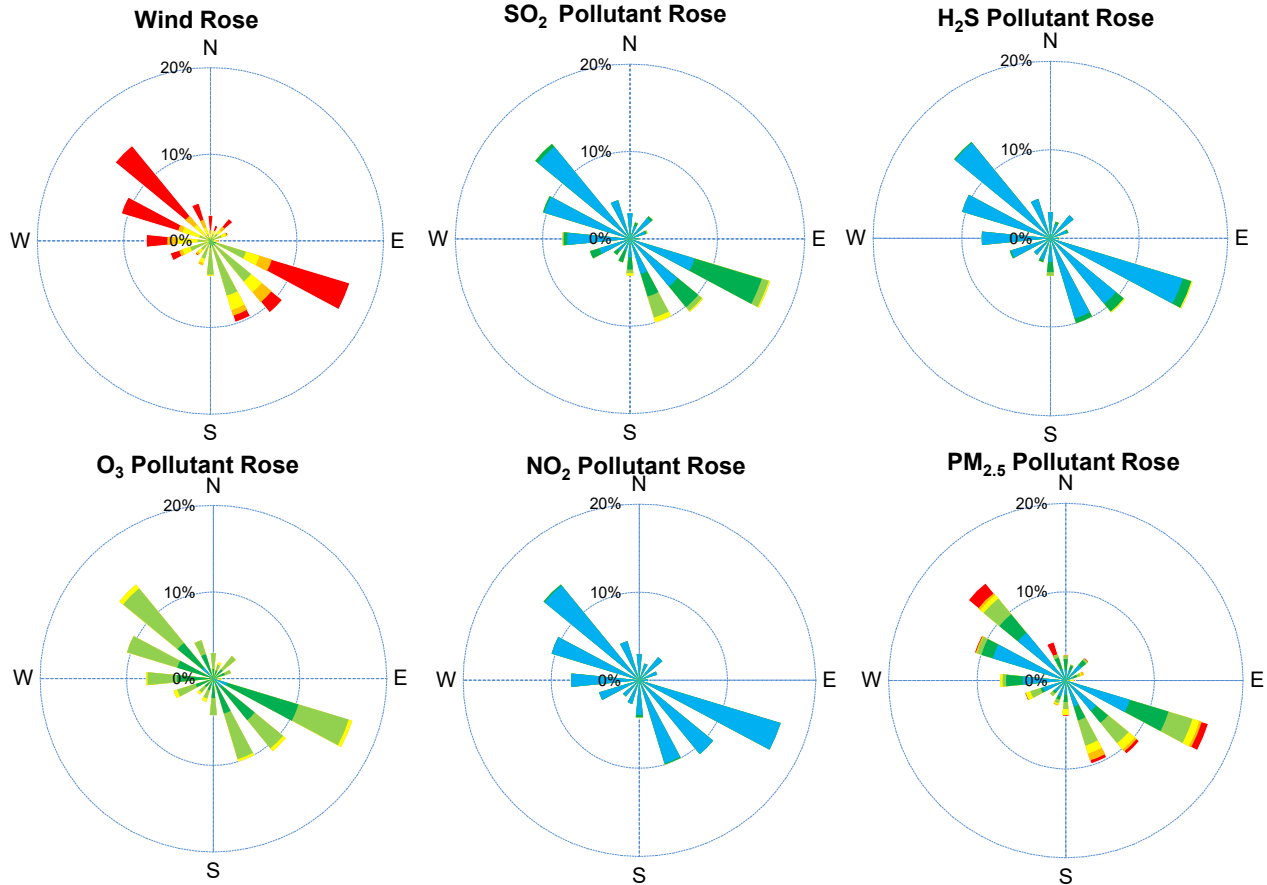 Wind Rose
N
20%
10%
W
0%
E
S
SO₂ Pollutant Rose
N
20%
10%
W
0%
E
S
H₂S Pollutant Rose
N
20%
10%
W
0%
E
S
O₃ Pollutant Rose
N
20%
10%
W
0%
E
S
NO₂ Pollutant Rose
N
20%
10%
W
0%
E
S
PM₂.₅ Pollutant Rose
N
20%
10%
W
0%
E
S